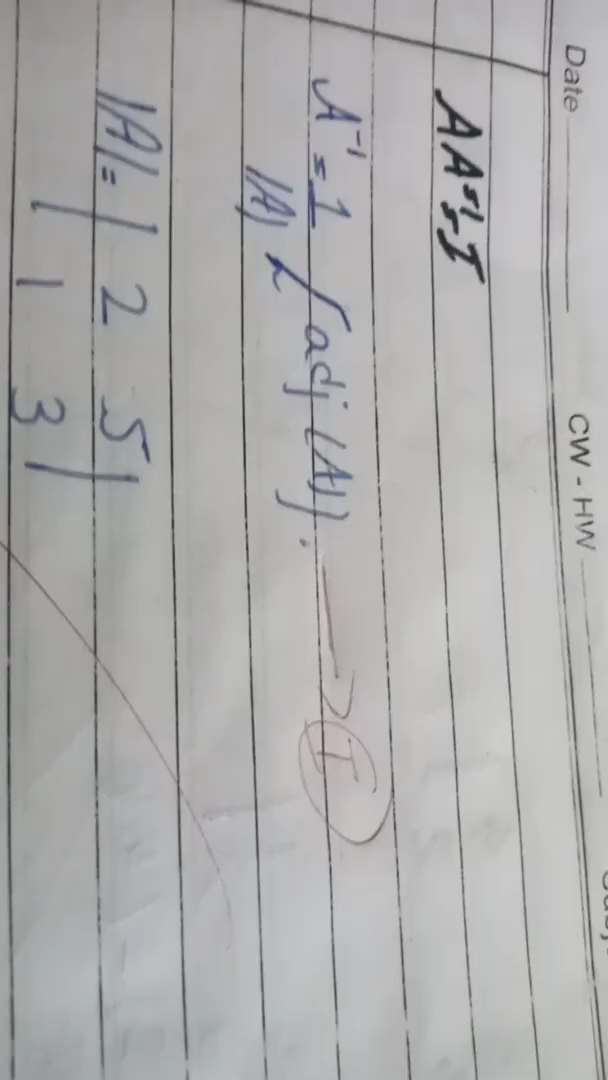 Date
CW - HW
AA⁻¹ = I
A⁻¹ = 1/|A| [adj (A)]. → I
|A| = | 2 5 |
| 1 3 |